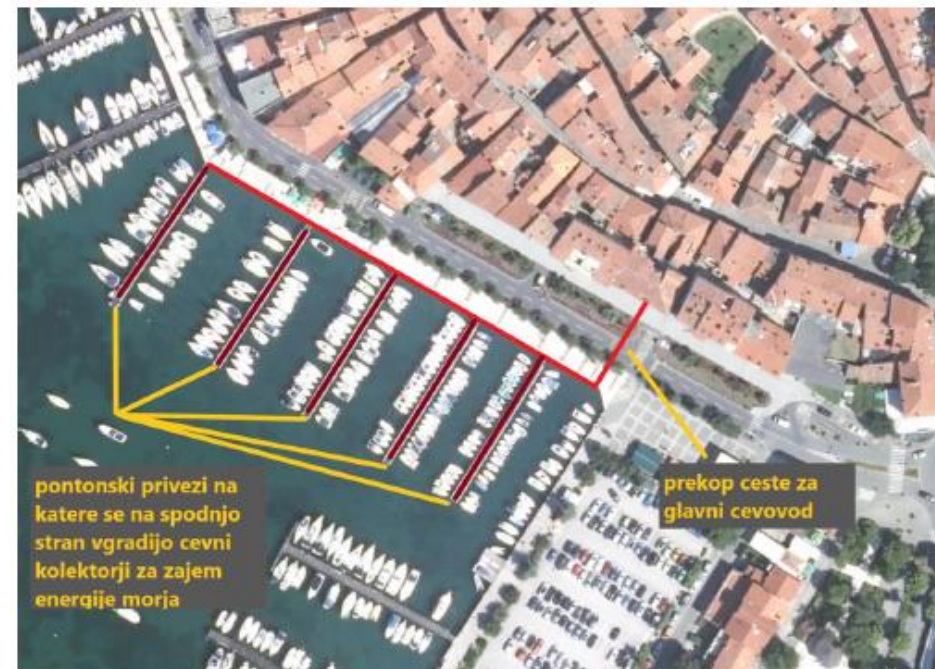 pontonski privezi na
katere se na spodnjo
stran vgradijo cevni
kolektorji za zajem
energije morja
prekop ceste za
glavni cevovod